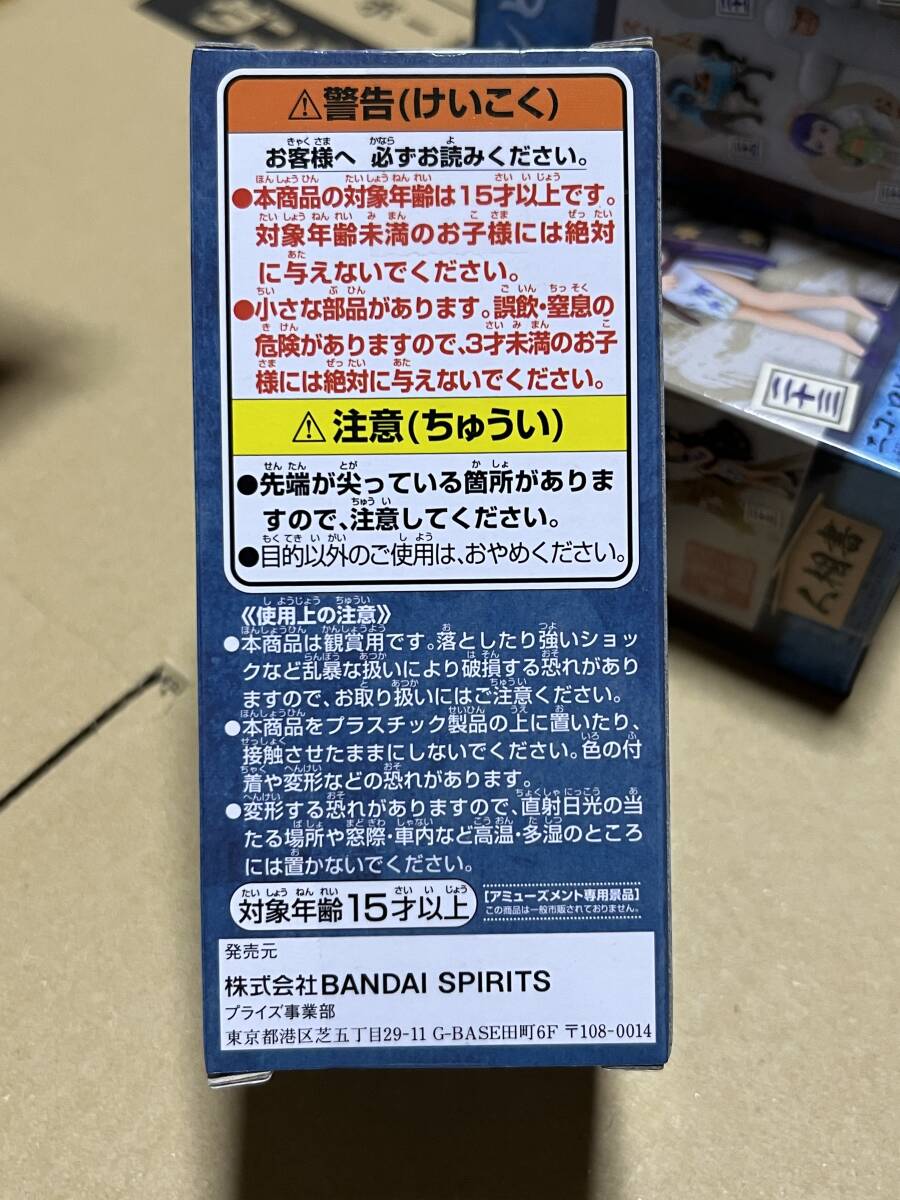 ⚠警告(けいこく)
お客様へ 必ずお読みください。
●本商品の対象年齢は15才以上です。
対象年齢未満のお子様には絶対
に与えないでください。
●小さな部品があります。誤飲・窒息の
危険がありますので、3才未満のお子
様には絶対に与えないでください。
⚠注意(ちゅうい)
●先端が尖っている箇所がありま
すので、注意してください。
●目的以外のご使用は、おやめください。
《使用上の注意》
●本商品は観賞用です。落としたり強いショッ
クなど乱暴な扱いにより破損する恐れがあり
ますので、お取り扱いにはご注意ください。
●本商品をプラスチック製品の上に置いたり、
接触させたままにしないでください。色の付
着や変形などの恐れがあります。
●変形する恐れがありますので、直射日光の当
たる場所や窓際・車内など高温・多湿のところ
には置かないでください。
対象年齢15才以上
【アミューズメント専用景品】
この商品は一般市販されておりません。
発売元
株式会社BANDAI SPIRITS
プライズ事業部
東京都港区芝五丁目29-11 G-BASE田町6F 〒108-0014
三十二